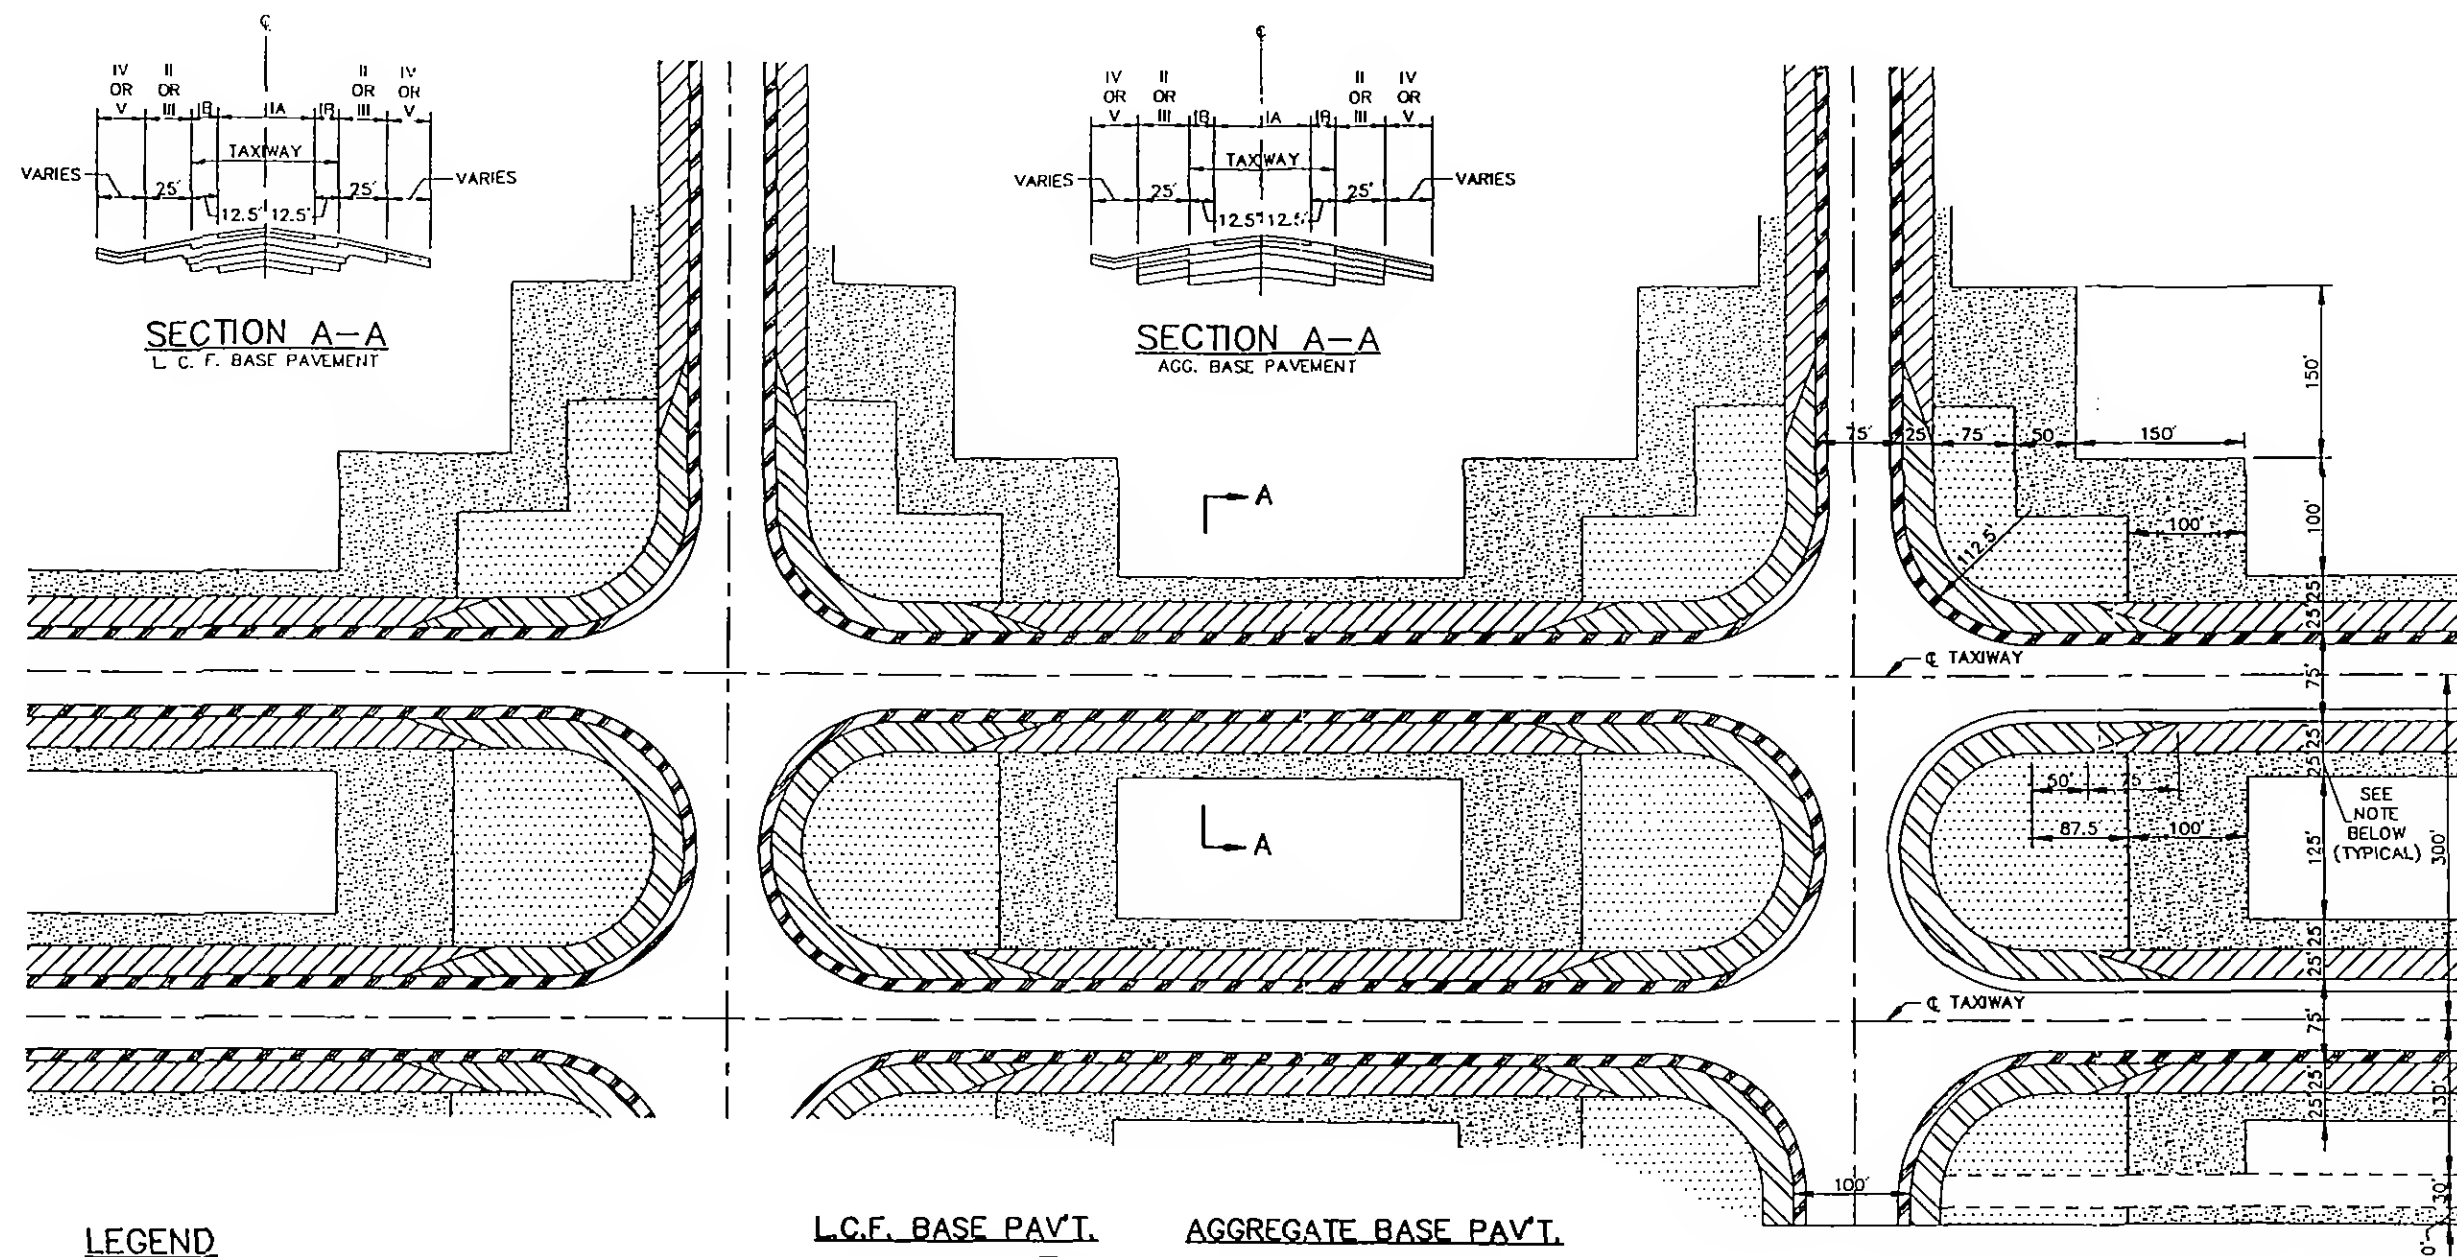 ℄
IV II II IV
OR OR OR OR
V III IB IA IB III V
TAXIWAY
VARIES 25' 25' VARIES
12.5' 12.5'
SECTION A-A
L. C. F. BASE PAVEMENT
℄
IV II II IV
OR OR OR OR
V III IB IA IB III V
TAXIWAY
VARIES 25' 25' VARIES
12.5' 12.5'
SECTION A-A
AGG. BASE PAVEMENT
150'
75' 25' 75' 50' 150'
A
100'
100'
112.5'
25'
25'
℄ TAXIWAY
75'
25'
25'
50' 75'
SEE
NOTE
BELOW
(TYPICAL)
87.5' 100'
125'
300'
A
25'
25'
℄ TAXIWAY
75'
25'
25'
130'
100'
30'
LEGEND
L.C.F. BASE PAV'T.
AGGREGATE BASE PAV'T.